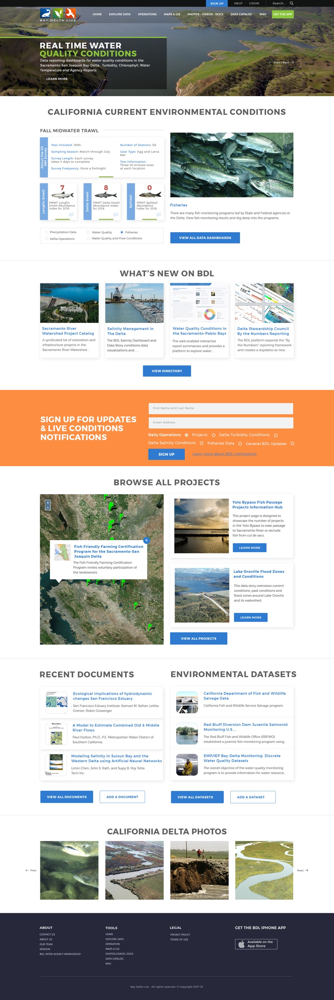 SIGN UP HELP LOGIN Search...
BAY-DELTA LIVE
HOME EXPLORE DATA OPERATIONS MAPS & GIS PHOTOS - VIDEOS - DOCS DATA CATALOG WIKI GET THE APP
REAL TIME WATER
QUALITY CONDITIONS
Data reporting dashboards for water quality conditions in the
Sacramento San Joaquin Bay-Delta. Turbidity, Chlorophyll, Water
Temperature and Agency Reports
LEARN MORE
← Prev | Next →
CALIFORNIA CURRENT ENVIRONMENTAL CONDITIONS
FALL MIDWATER TRAWL
About the 20
MM Survey
Year Initiated: 1995
Sampling Season: March through July
Survey Length: Each survey
takes 4 days to complete
Survey Frequency: Once a fortnight
Number of Stations: 58
Gear Type: Egg and Larva
Net
Tow Information:
Three 10-minute tows
at each location
Longfin Smelt
7
FMWT Longfin
Smelt Abundance
Index for 2016
Delta Smelt
8
FMWT Delta Smelt
Abundance Index
for 2016
Splittail
0
FMWT Splittail
Abundance
Index for 2016
Precipitation Data Water Quality Fisheries
Delta Operations Water Quality and Flow Conditions
Fisheries
There are many fish monitoring programs led by State and Federal agencies in
the Delta. View fish monitoring results and dig deep into the programs.
VIEW ALL DATA DASHBOARDS
WHAT'S NEW ON BDL
Sacramento River
Watershed Project Catalog
A syndicated list of restoration and
infrastructure projects in the
Sacramento River Watershed...
Salinity Management in
The Delta
The BDL Salinity Dashboard and
Data Story conditions data
visualizations and ...
Water Quality Conditions in
the Sacramento-Pablo Bays
This web enabled interactive
report summarizes and provides a
platform to explore water ...
188
WHAT IS SALINITY?
Delta Stewardship Council
By the Numbers Reporting
The BDL platform expands the "By
the Numbers" reporting framework
and creates a dupdates as new...
VIEW DIRECTORY
SIGN UP FOR UPDATES
& LIVE CONDITIONS
NOTIFICATIONS
First Name and Last Name
Email Address
Daily Operations Projects Delta Turbidity Conditions
Delta Salinity Conditions Fisheries Data General BDL Updates
SIGN UP Learn more about BDL notifications
BROWSE ALL PROJECTS
+
−
X
Fish Friendly Farming Certification
Program for the Sacramento-San
Joaquin Delta
The Fish Friendly Farming Certification
Program invites voluntary participation of
the landowners
Yolo Bypass Fish Passage
Projects Information Hub
This project page is designed to
showcase the number of projects
in the Yolo Bypass to ease passage
to Sacramento River or exclude
fish from cul de sacs.
LEARN MORE
Lake Oroville Flood Zones
and Conditions
This data story overviews current
conditions, past conditions and
flood zones around Lake Oroville
and its watershed.
LEARN MORE
VIEW ALL PROJECTS
RECENT DOCUMENTS
Ecological implications of hydrodynamic
changes San Francisco Estuary.
San Francisco Estuary Institute: Samuel M. Safran, Letitia
Grenier, Robin Grossinger
River Flows
A Model to Estimate Combined Old & Middle
River Flows
Paul Hutton, Ph.D., P.E. Metropolitan Water District of
Southern California
Modeling Salinity in Suisun Bay and the
Western Delta using Artificial Neural Networks
Limin Chen, John S. Rath, and Sujoy B. Roy Tetra
Tech Inc.
VIEW ALL DOCUMENTS ADD A DOCUMENT
ENVIRONMENTAL DATASETS
California Department of Fish and Wildlife
Salvage Data
California Fish and Wildlife Service Salvage program.
Red Bluff Diversion Dam Juvenile Salmonid
Monitoring U.S....
The Red Bluff Fish and Wildlife Office (RBFWO)
established a juvenile fish monitoring program using...
EMP/IEP Bay-Delta Monitoring: Discrete
Water Quality Datasets
The overall objective of the water quality monitoring
program is to provide information for water resource...
VIEW ALL DATASETS ADD A DATASET
CALIFORNIA DELTA PHOTOS
← Prev
Next →
ABOUT
CONTACT US
ABOUT US
OUR TEAM
MISSION
BDL INTER-AGENCY WORKGROUP
TOOLS
HOME
EXPLORE DATA
OPERATION
MAPS & GIS
PHOTOS,VIDEOS, DOCS
DATA CATALOG
WIKI
LEGAL
PRIVACY POLICY
TERMS OF USE
GET THE BDL IPHONE APP
Available on the
App Store
Bay Delta Live - All rights reserved. © Copyright 2017-18